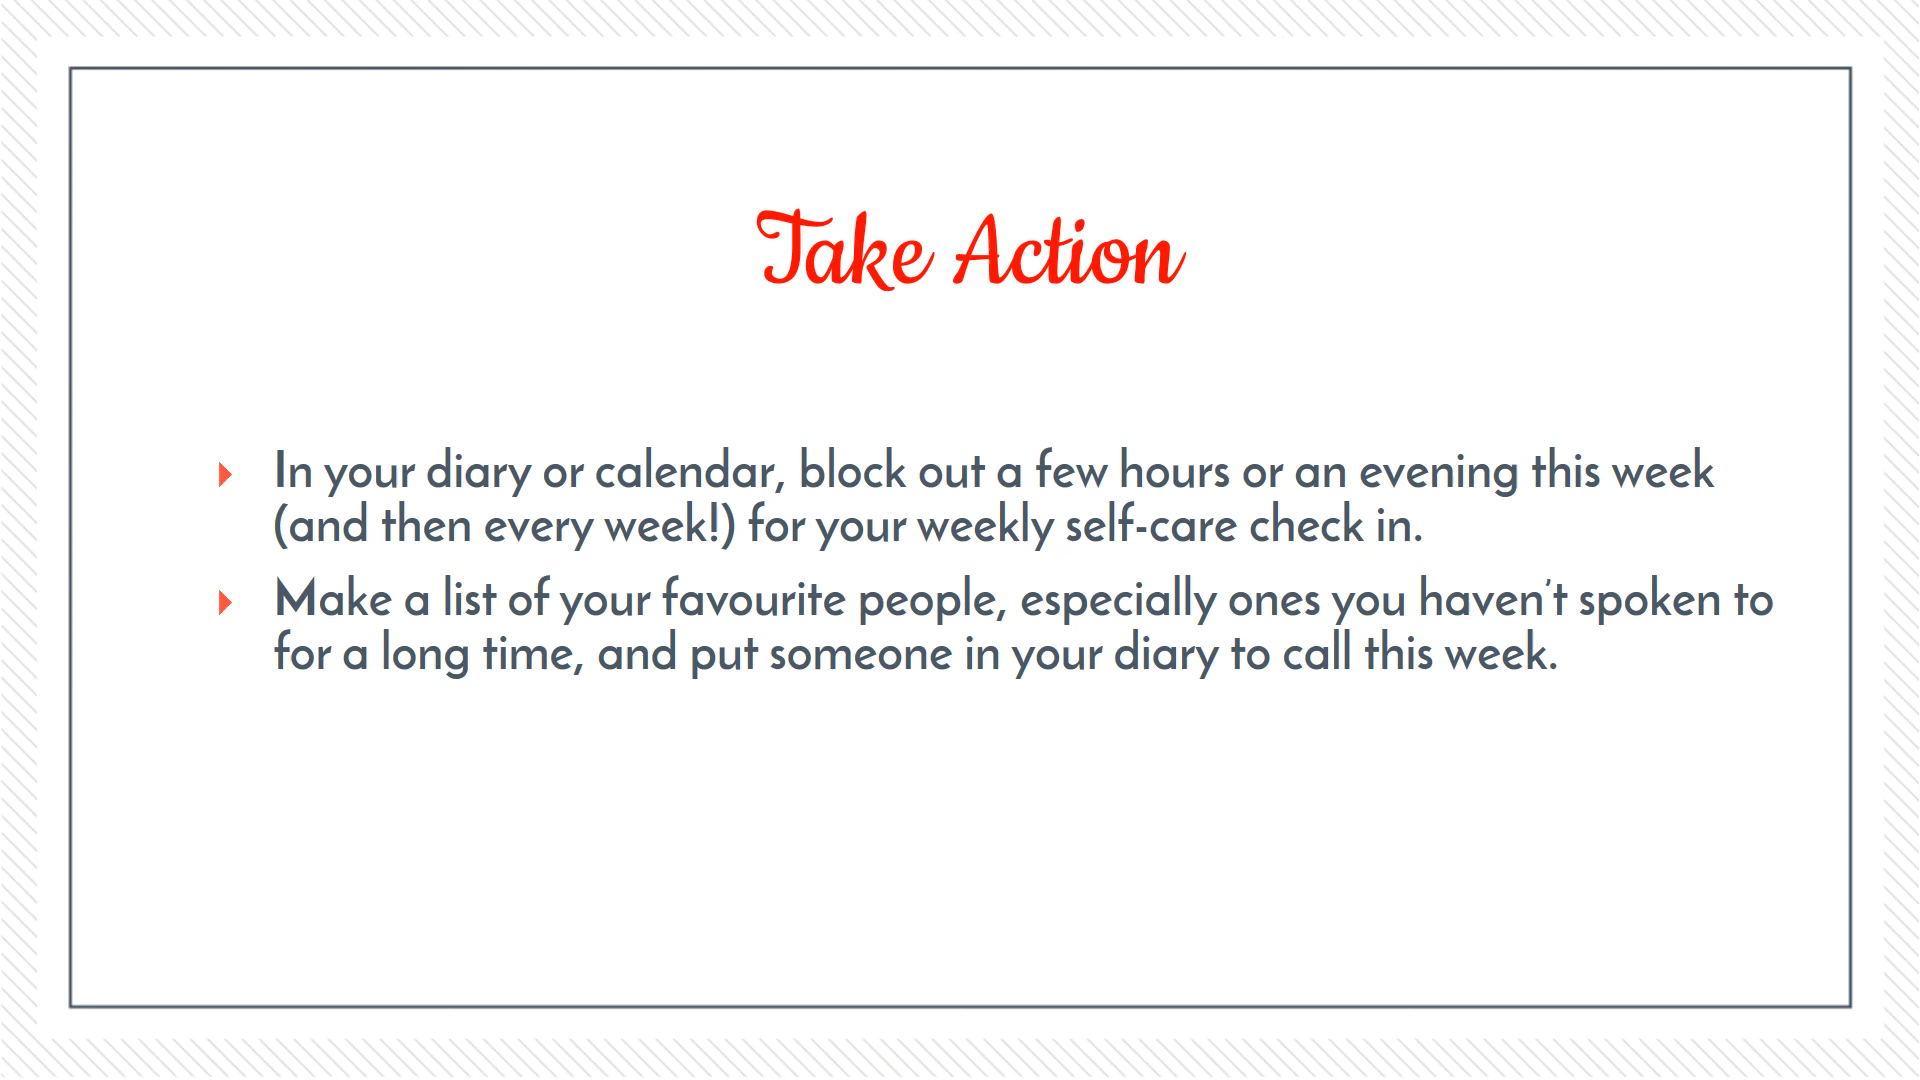 Take Action
In your diary or calendar, block out a few hours or an evening this week
(and then every week!) for your weekly self-care check in.
Make a list of your favourite people, especially ones you haven't spoken to
for a long time, and put someone in your diary to call this week.